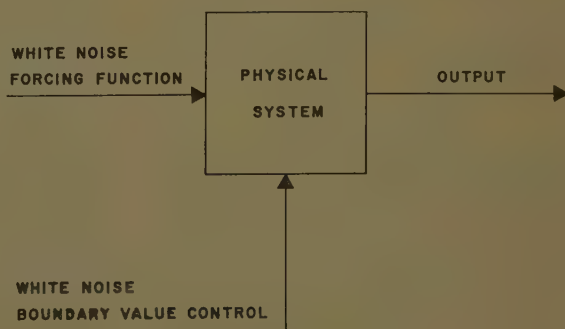 WHITE NOISE
FORCING FUNCTION
PHYSICAL
SYSTEM
OUTPUT
WHITE NOISE
BOUNDARY VALUE CONTROL